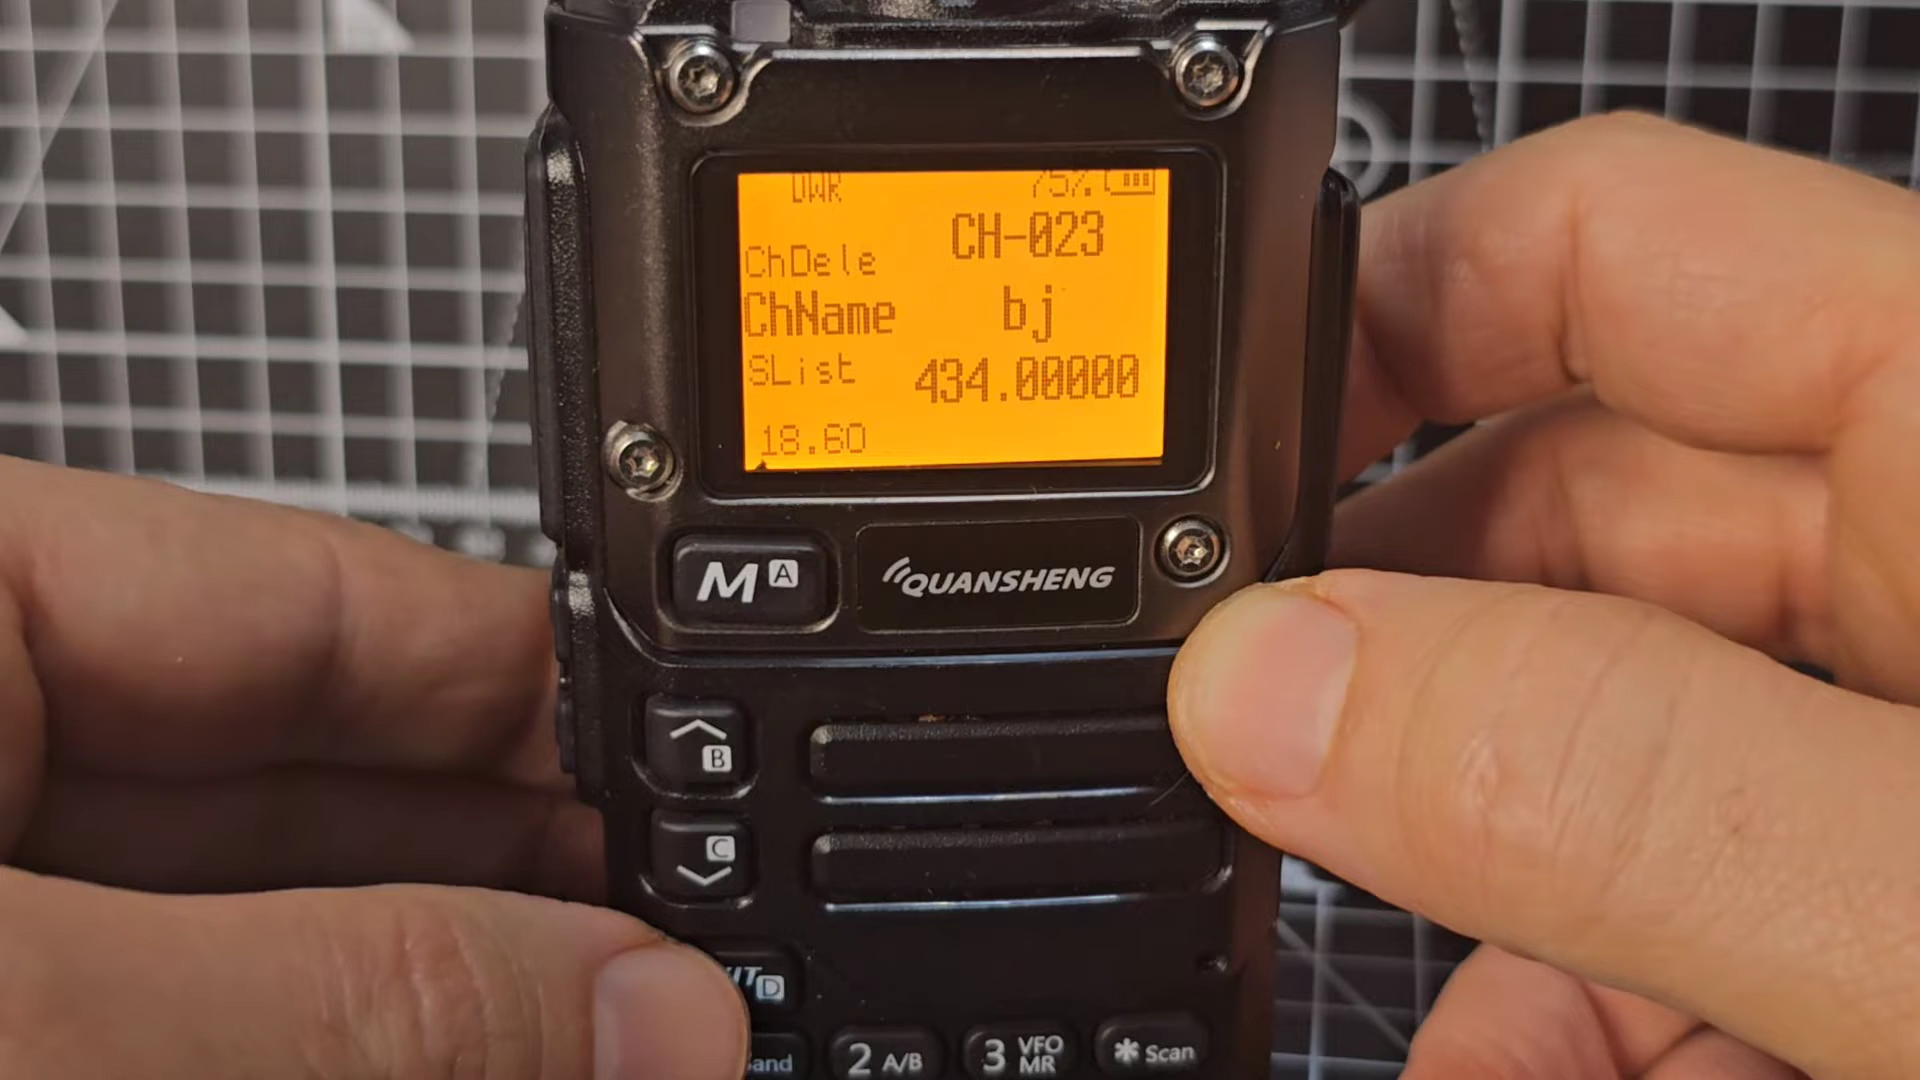 DWR 75%
CH-023
ChDele
ChName bj
SList 434.00000
18.60
M A
QUANSHENG
B
C
D
2 A/B
3 VFO MR
* Scan